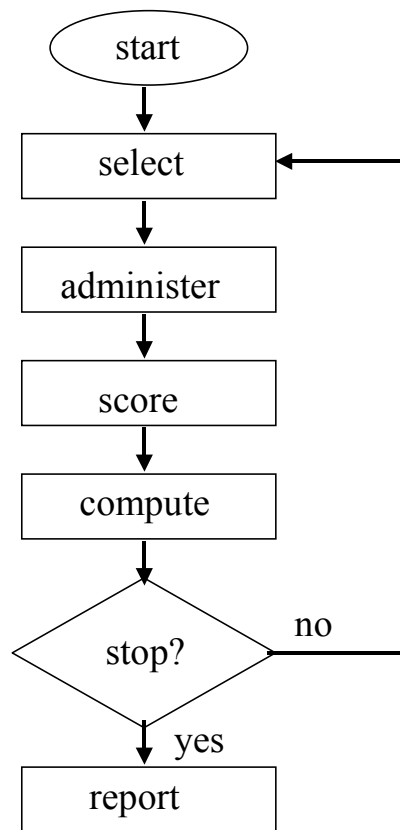 start
select
administer
score
compute
stop?
no
yes
report